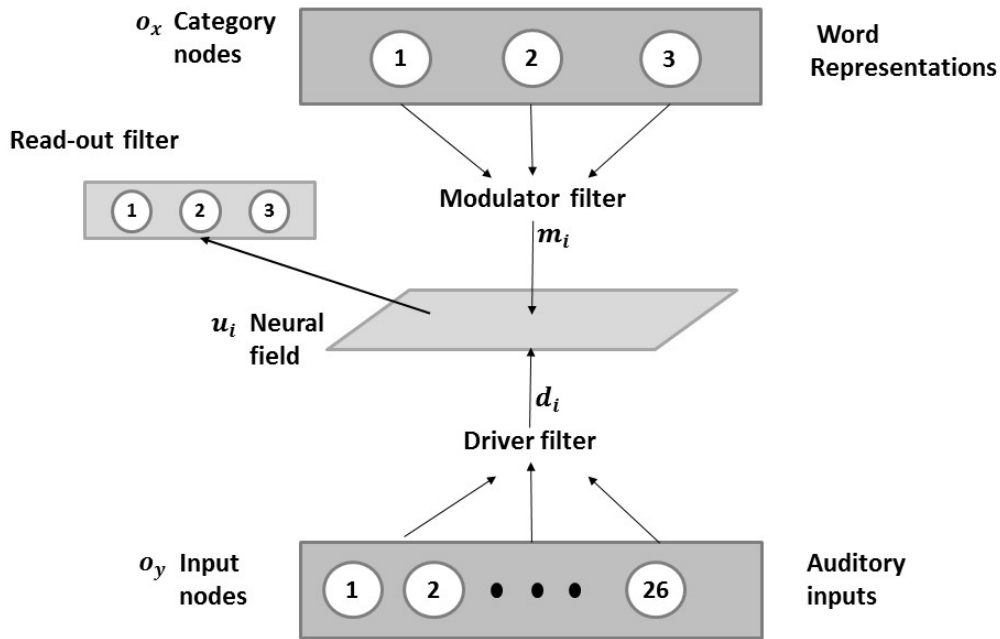 o_x Category
nodes
1 2 3
Word
Representations
Read-out filter
1 2 3
Modulator filter
m_i
u_i Neural
field
d_i
Driver filter
o_y Input
nodes
1 2 • • • 26
Auditory
inputs